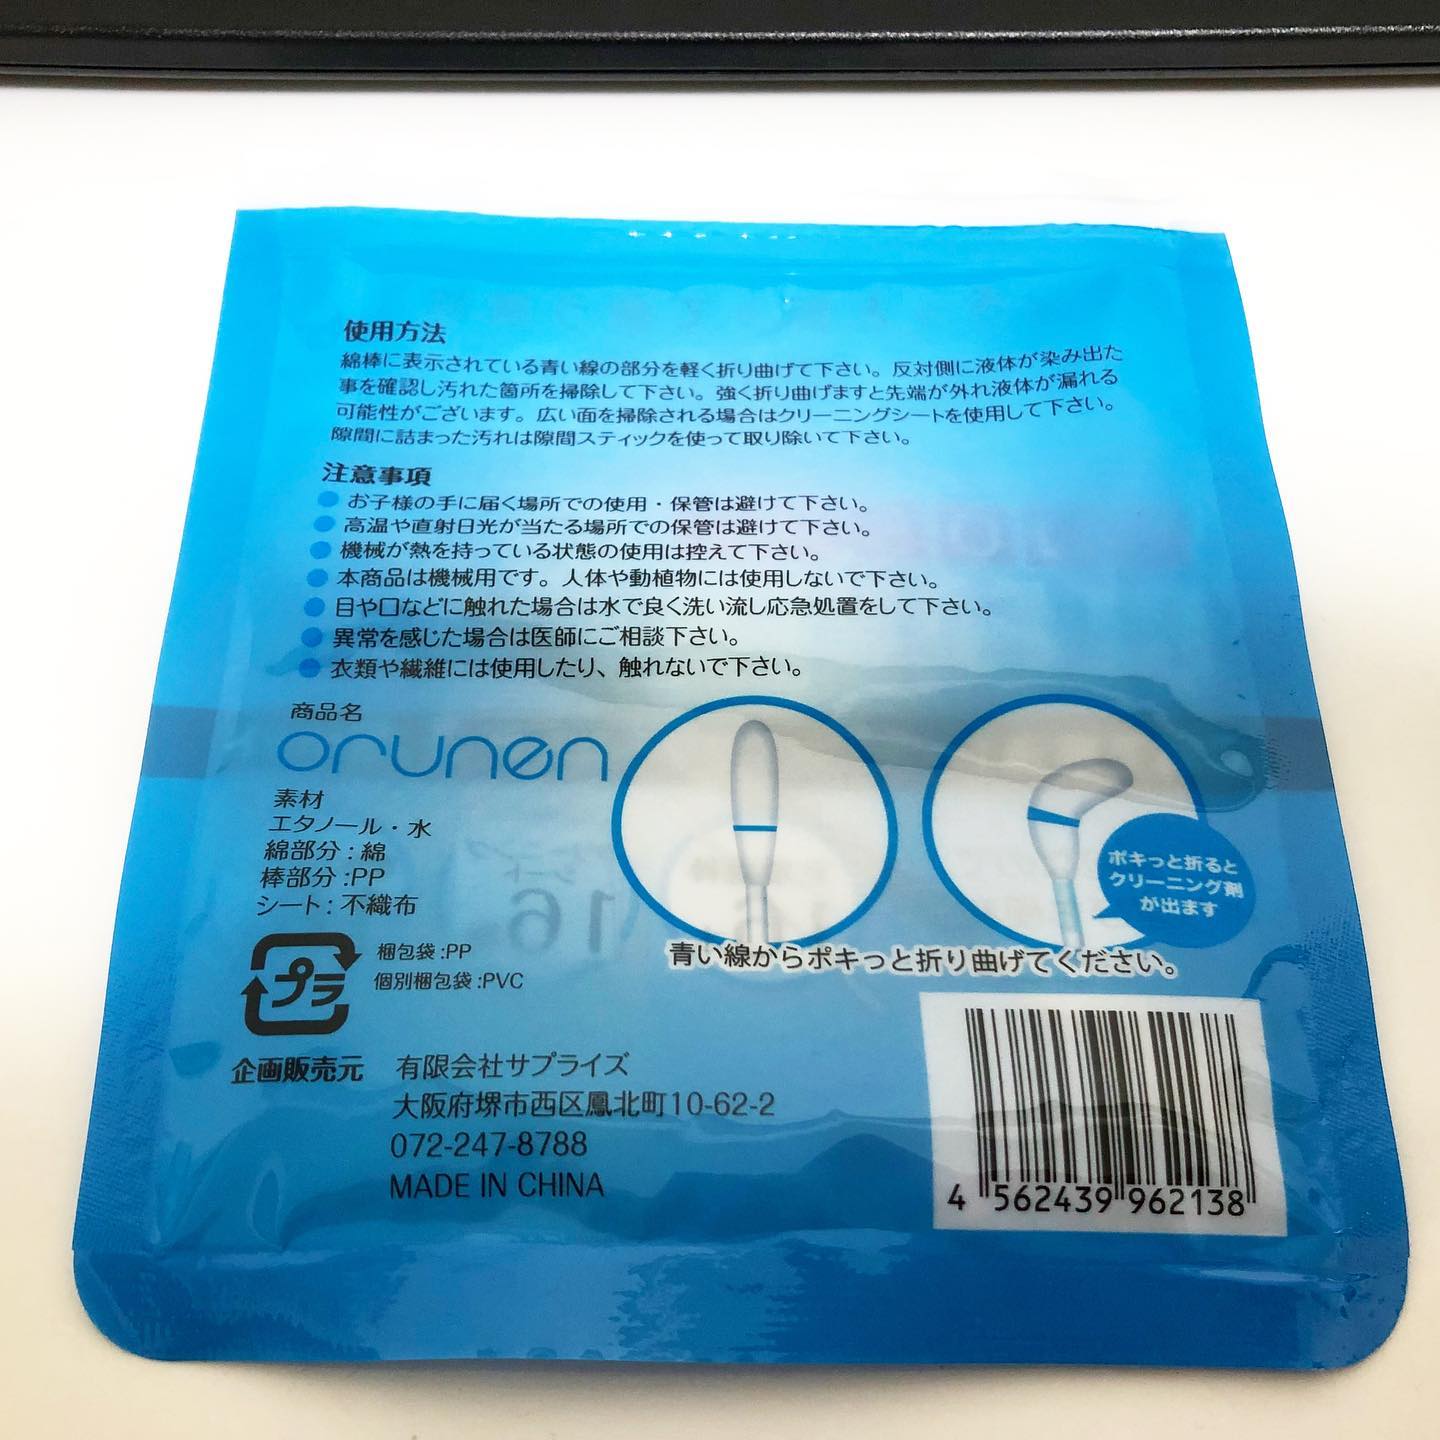 使用方法
綿棒に表示されている青い線の部分を軽く折り曲げて下さい。反対側に液体が染み出た
事を確認し汚れた箇所を掃除して下さい。強く折り曲げますと先端が外れ液体が漏れる
可能性がございます。広い面を掃除される場合はクリーニングシートを使用して下さい。
隙間に詰まった汚れは隙間スティックを使って取り除いて下さい。
注意事項
● お子様の手に届く場所での使用・保管は避けて下さい。
● 高温や直射日光が当たる場所での保管は避けて下さい。
● 機械が熱を持っている状態の使用は控えて下さい。
● 本商品は機械用です。人体や動植物には使用しないで下さい。
● 目や口などに触れた場合は水で良く洗い流し応急処置をして下さい。
● 異常を感じた場合は医師にご相談下さい。
● 衣類や繊維には使用したり、触れないで下さい。
商品名
orunen
素材
エタノール・水
綿部分:綿
棒部分:PP
シート:不織布
プラ
梱包袋:PP
個別梱包袋:PVC
ポキっと折ると
クリーニング剤
が出ます
青い線からポキっと折り曲げてください。
企画販売元 有限会社サプライズ
大阪府堺市西区鳳北町10-62-2
072-247-8788
MADE IN CHINA
4 562439 962138